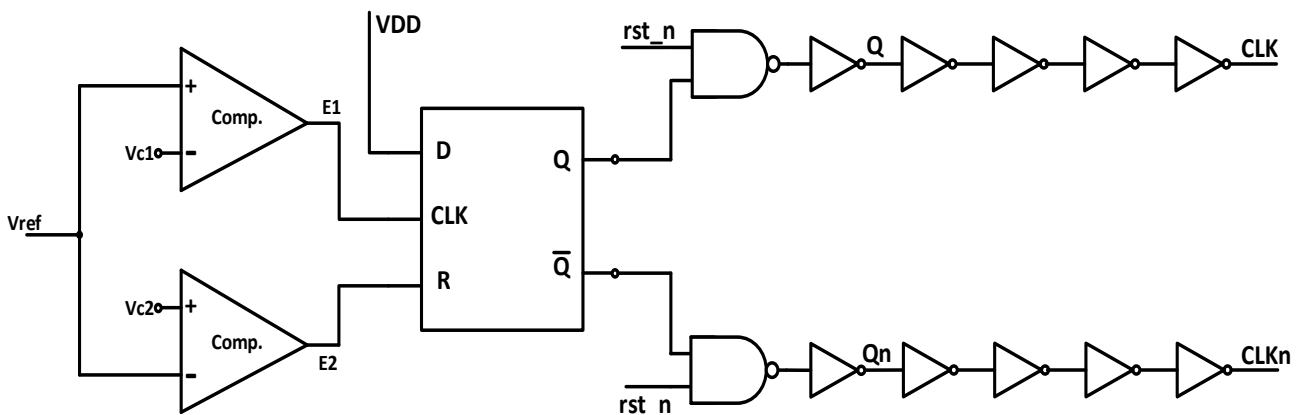 VDD
rst_n
Q
CLK
+
Comp.
E1
Vc1
-
D
Q
CLK
Vref
R
Q̅
+
Vc2
Comp.
E2
-
Qn
CLKn
rst_n